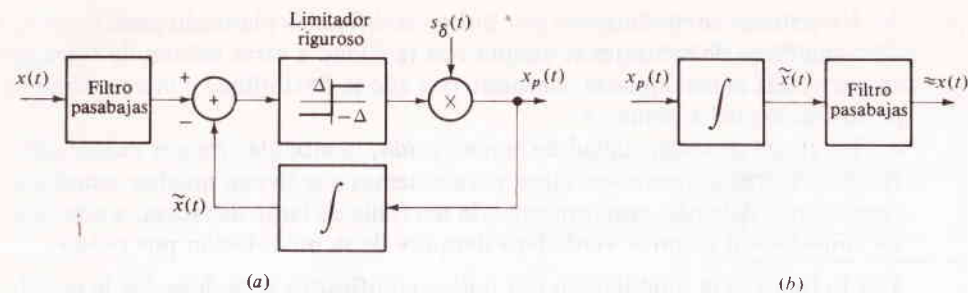 Limitador
riguroso
s_δ(t)
x(t)
Filtro
pasabajas
+
−
+
Δ
−Δ
×
x_p(t)
∫
x̃(t)
(a)
x_p(t)
∫
x̃(t)
Filtro
pasabajas
≈x(t)
(b)